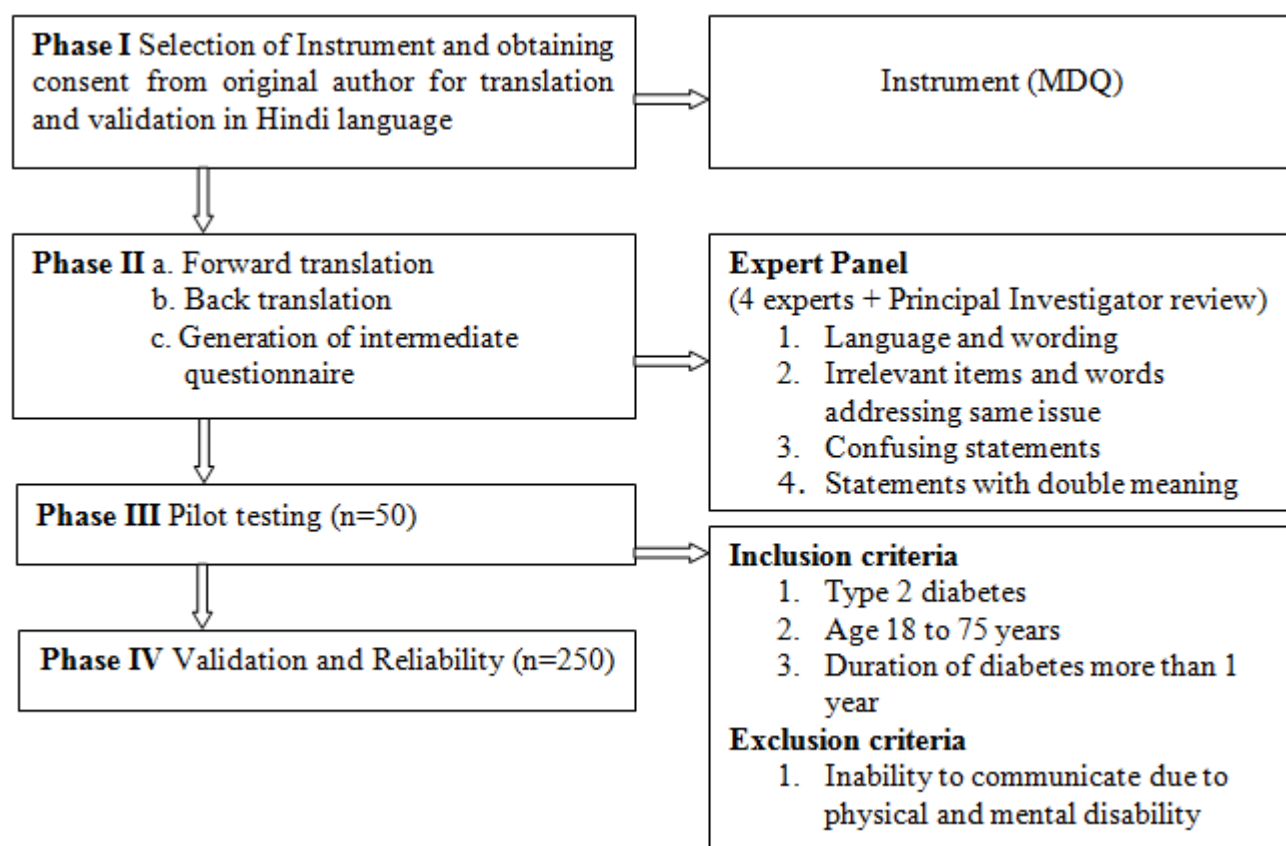 Phase I Selection of Instrument and obtaining
consent from original author for translation
and validation in Hindi language
Instrument (MDQ)
Phase II a. Forward translation
b. Back translation
c. Generation of intermediate
questionnaire
Expert Panel
(4 experts + Principal Investigator review)
1. Language and wording
2. Irrelevant items and words
addressing same issue
3. Confusing statements
4. Statements with double meaning
Phase III Pilot testing (n=50)
Inclusion criteria
1. Type 2 diabetes
2. Age 18 to 75 years
3. Duration of diabetes more than 1
year
Exclusion criteria
1. Inability to communicate due to
physical and mental disability
Phase IV Validation and Reliability (n=250)